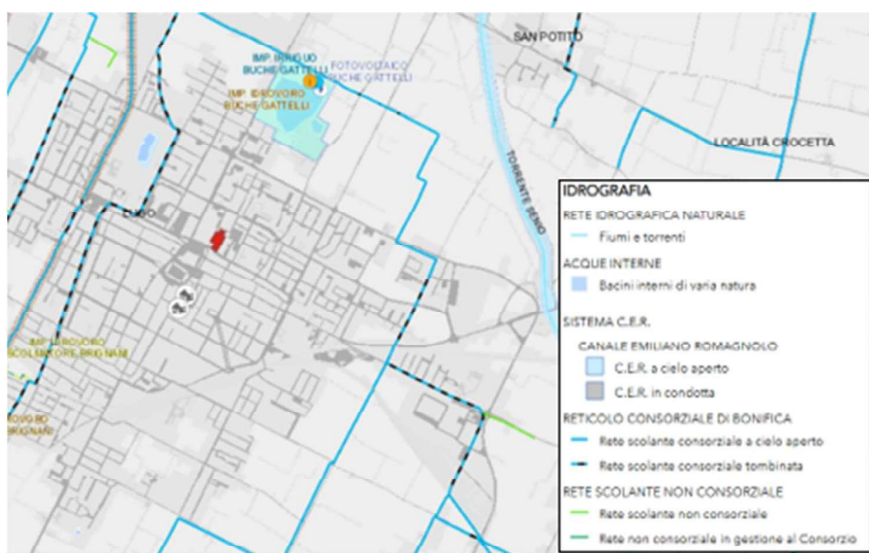 SAN POTITO
IMP. IRRIGUO
BUCHE GATTELLI
FOTOVOLTAICO
BUCHE GATTELLI
IMP. IDROVORO
BUCHE GATTELLI
LOCALITÀ CROCETTA
TORRENTE SENIO
LUGO
IMP. IDROVORO
SCOLMATORE BRIGNANI
BRIGNANI
IDROGRAFIA
RETE IDROGRAFICA NATURALE
Fiumi e torrenti
ACQUE INTERNE
Bacini interni di varia natura
SISTEMA C.E.R.
CANALE EMILIANO ROMAGNOLO
C.E.R. a cielo aperto
C.E.R. in condotta
RETICOLO CONSORZIALE DI BONIFICA
Rete scolante consorziale a cielo aperto
Rete scolante consorziale tombinata
RETE SCOLANTE NON CONSORZIALE
Rete scolante non consorziale
Rete non consorziale in gestione al Consorzio